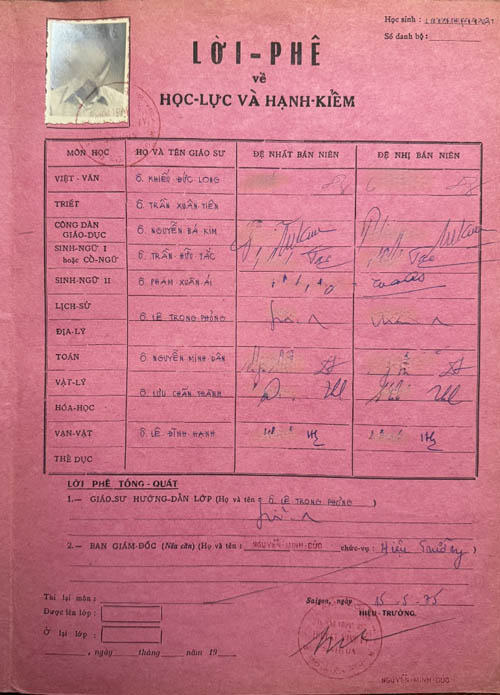 Học sinh :
Số danh bộ :
LỜI-PHÊ
về
HỌC-LỰC VÀ HẠNH-KIỂM
MÔN HỌC HỌ VÀ TÊN GIÁO SƯ ĐỆ NHẤT BÁN NIÊN ĐỆ NHỊ BÁN NIÊN
VIỆT - VĂN Ô. KHIẾU ĐỨC LONG
TRIẾT Ô. TRẦN XUÂN TIÊN
CÔNG DÂN GIÁO-DỤC Ô. NGUYỄN BÁ KIM
SINH-NGỮ I hoặc CỔ-NGỮ Ô. TRẦN HỮU TẮC
SINH-NGỮ II Ô. PHẠM XUÂN ÁI
LỊCH-SỬ Ô. LÊ TRỌNG PHỎNG
ĐỊA-LÝ
TOÁN Ô. NGUYỄN MINH DÂN
VẬT-LÝ Ô. LƯU CHẤN THÀNH
HÓA-HỌC
VẠN-VẬT Ô. LÊ ĐÌNH HẠNH
THỂ DỤC
LỜI PHÊ TỔNG - QUÁT
1.— GIÁO.SƯ HƯỚNG-DẪN LỚP (Họ và tên : Ô. LÊ TRỌNG PHỎNG )
2.— BAN GIÁM-ĐỐC (Nếu cần) (Họ và tên : NGUYỄN-MINH-ĐỨC chức-vụ : Hiệu Trưởng
Thi lại môn :
Được lên lớp :
Ở lại lớp :
, ngày tháng năm 19
Saigon, ngày 15-5-75
HIỆU-TRƯỞNG.
NGUYỄN-MINH-ĐỨC